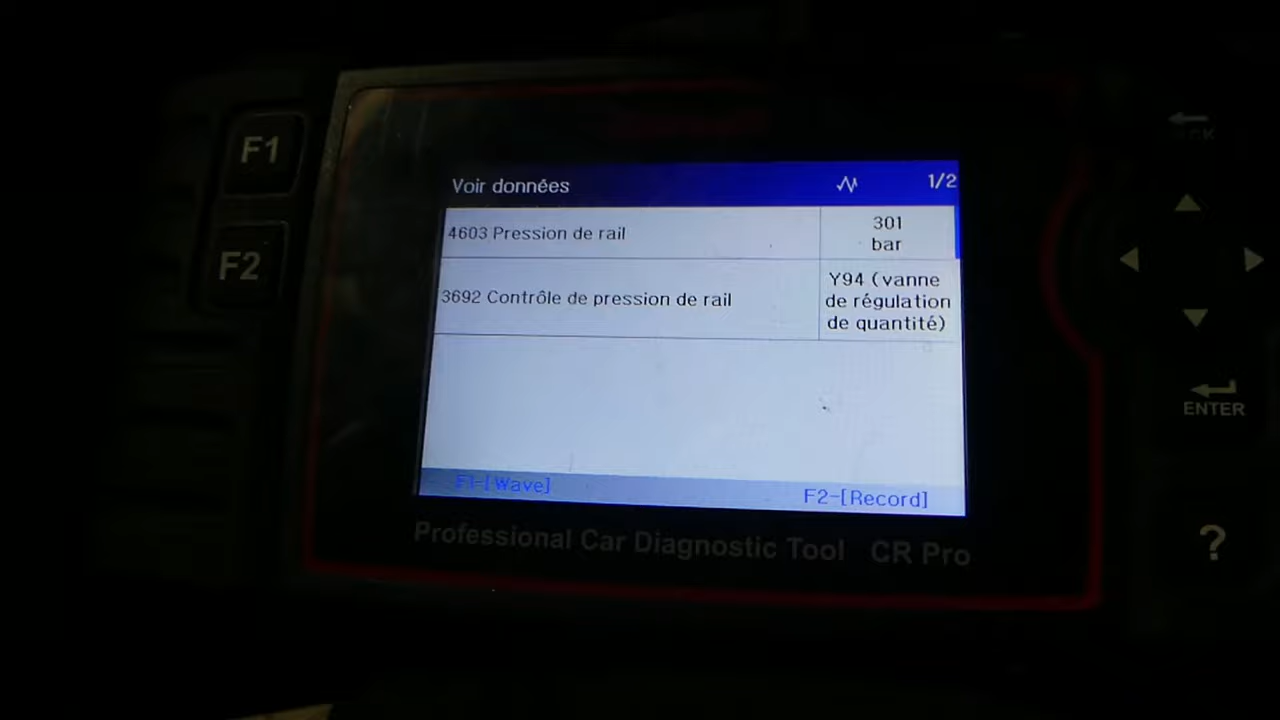 F1
F2
Voir données
1/2
4603 Pression de rail
301
bar
3692 Contrôle de pression de rail
Y94 (vanne
de régulation
de quantité)
F1-[Wave]
F2-[Record]
Professional Car Diagnostic Tool CR Pro
ENTER
?